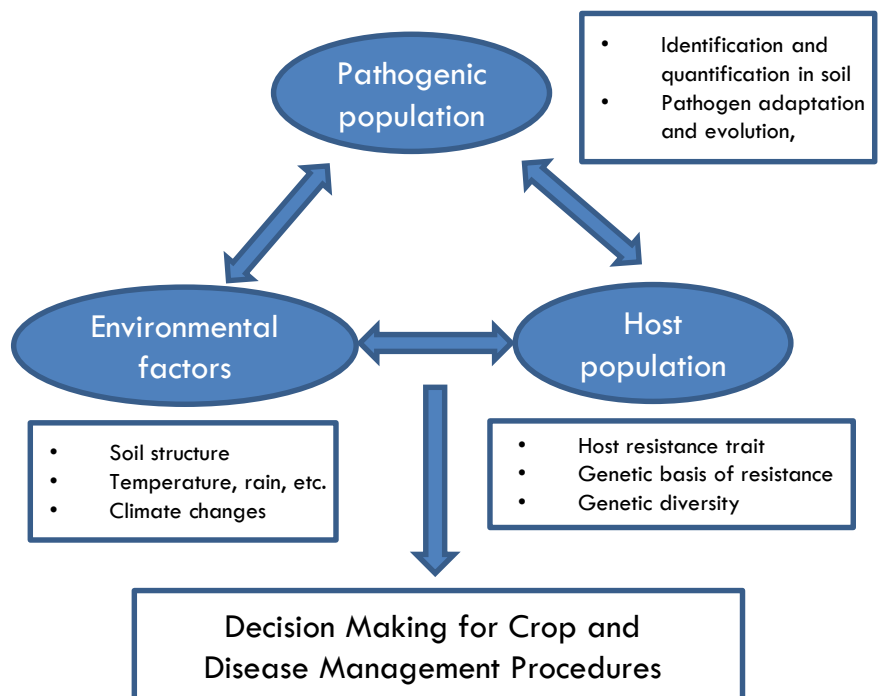 Pathogenic
population
• Identification and
quantification in soil
• Pathogen adaptation
and evolution,
Environmental
factors
Host
population
• Soil structure
• Temperature, rain, etc.
• Climate changes
• Host resistance trait
• Genetic basis of resistance
• Genetic diversity
Decision Making for Crop and
Disease Management Procedures